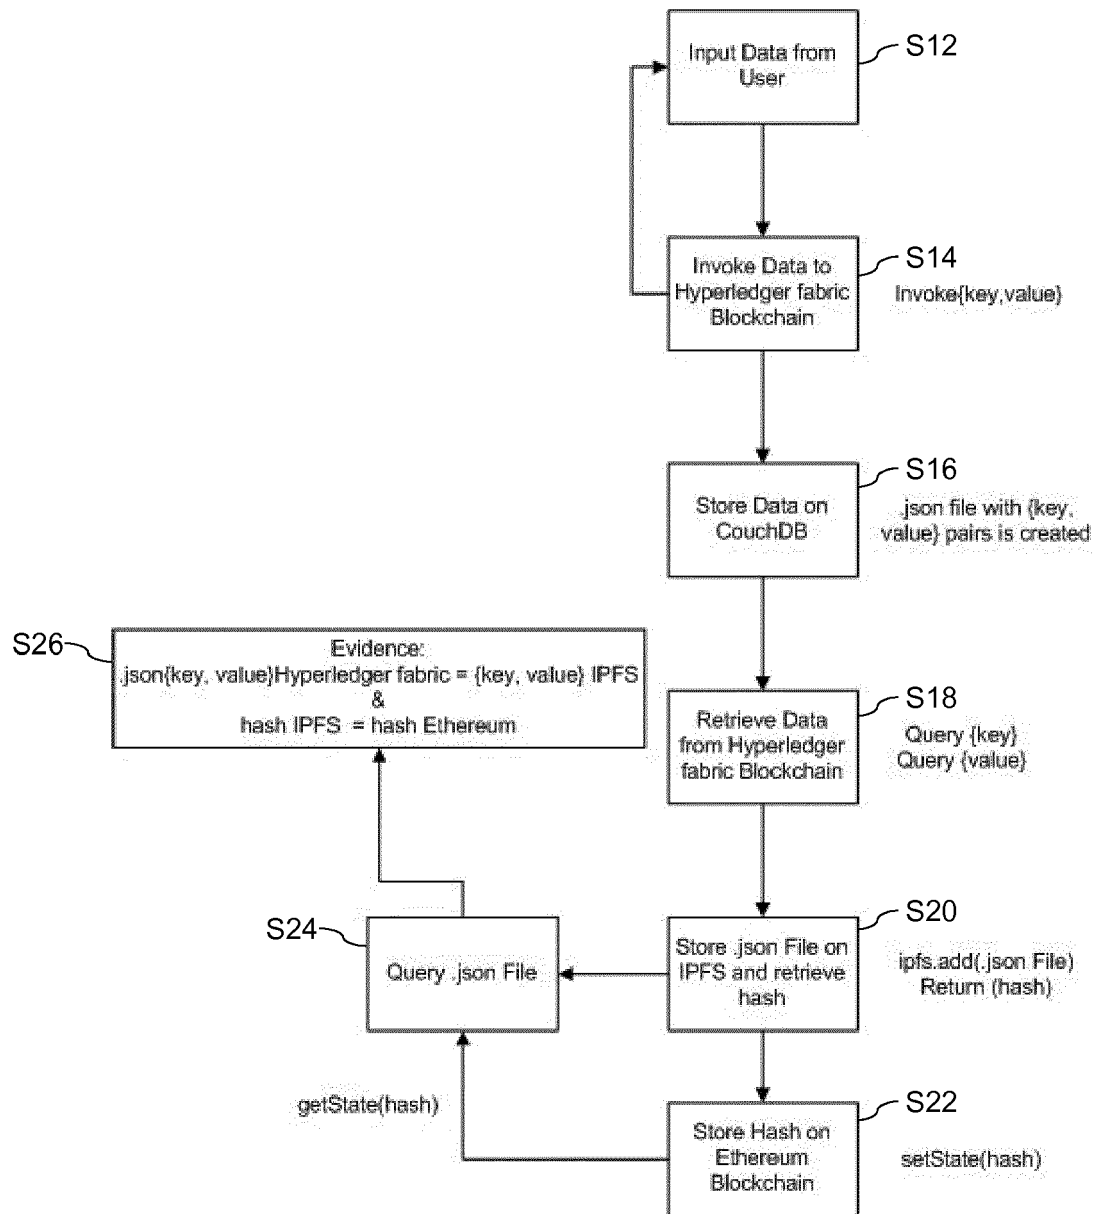 Input Data from
User
S12
Invoke Data to
Hyperledger fabric
Blockchain
S14
Invoke{key,value)
Store Data on
CouchDB
S16
.json file with {key,
value} pairs is created
S26
Evidence:
.json{key, value}Hyperledger fabric = {key, value} IPFS
&
hash IPFS = hash Ethereum
Retrieve Data
from Hyperledger
fabric Blockchain
S18
Query {key}
Query {value}
S24
Query .json File
Store .json File on
IPFS and retrieve
hash
S20
ipfs.add(.json File)
Return (hash)
getState(hash)
Store Hash on
Ethereum
Blockchain
S22
setState(hash)